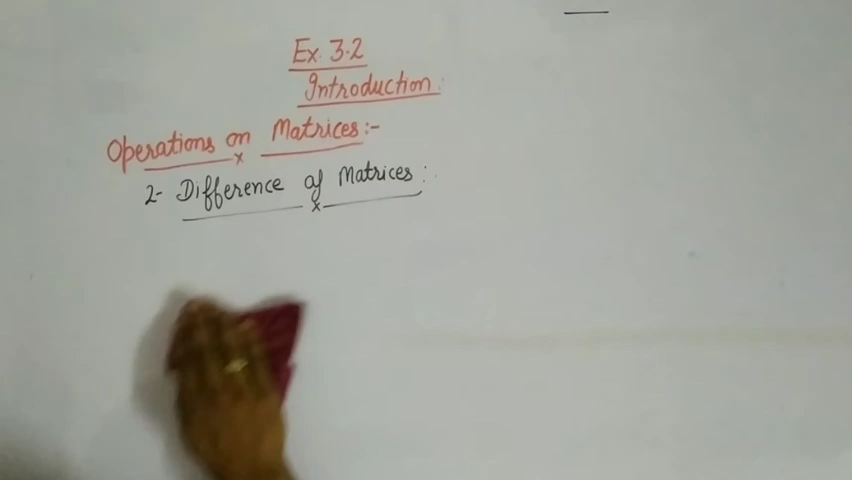 Ex. 3.2
Introduction:
Operations on Matrices:-
2- Difference of Matrices: